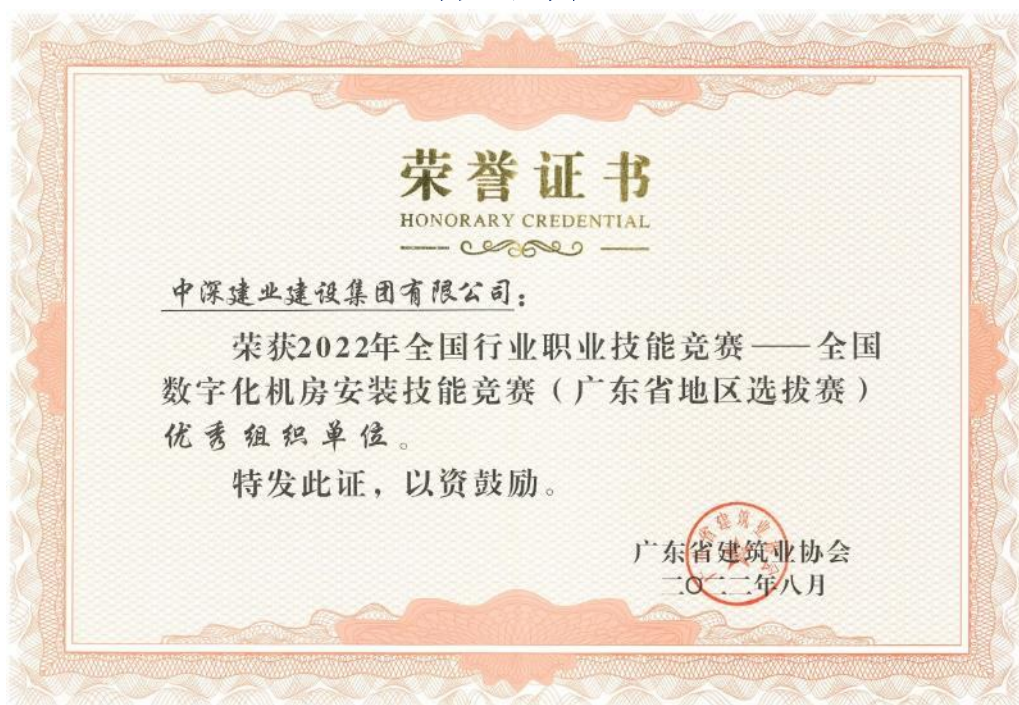 荣誉证书
HONORARY CREDENTIAL
中深建业建设集团有限公司：
荣获2022年全国行业职业技能竞赛——全国
数字化机房安装技能竞赛（广东省地区选拔赛）
优秀组织单位。
特发此证，以资鼓励。
广东省建筑业协会
二〇二二年八月